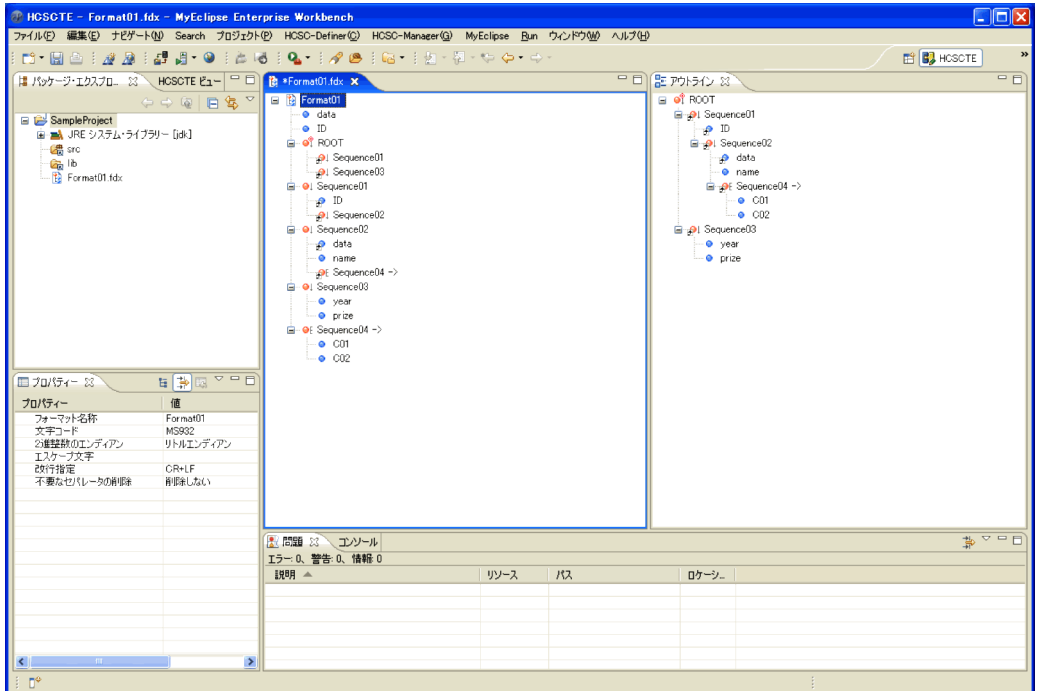 HCSCTE - Format01.fdx - MyEclipse Enterprise Workbench
ファイル(F) 編集(E) ナビゲート(N) Search プロジェクト(P) HCSC-Definer(C) HCSC-Manager(G) MyEclipse Run ウィンドウ(W) ヘルプ(H)
HCSCTE »
パッケージ・エクスプロ... HCSCTE ビュー
SampleProject
JRE システム・ライブラリー [jdk]
src
lib
Format01.fdx
*Format01.fdx
Format01
data
ID
ROOT
Sequence01
Sequence03
Sequence01
ID
Sequence02
Sequence02
data
name
Sequence04 ->
Sequence03
year
prize
Sequence04 ->
C01
C02
アウトライン
ROOT
Sequence01
ID
Sequence02
data
name
Sequence04 ->
C01
C02
Sequence03
year
prize
プロパティー
プロパティー 値
フォーマット名称 Format01
文字コード MS932
2進整数のエンディアン リトルエンディアン
エスケープ文字
改行指定 CR+LF
不要なセパレータの削除 削除しない
問題 コンソール
エラー: 0、警告: 0、情報: 0
説明 リソース パス ロケーシ...